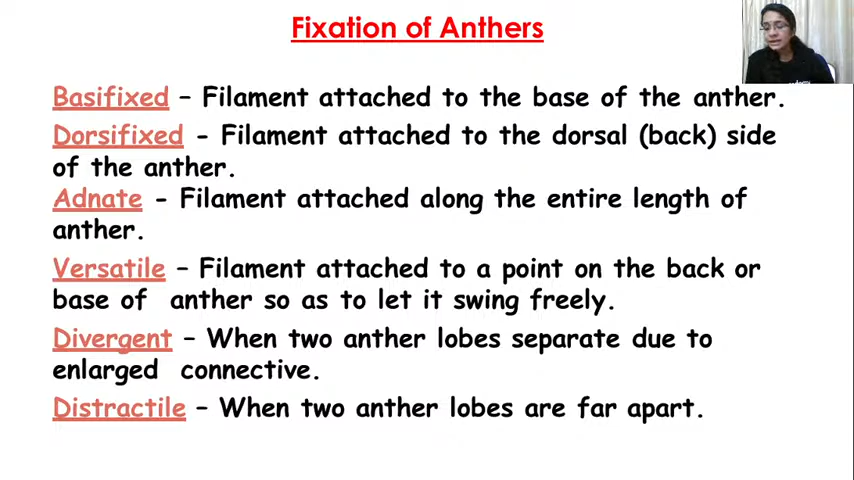 Fixation of Anthers
Basifixed – Filament attached to the base of the anther.
Dorsifixed - Filament attached to the dorsal (back) side
of the anther.
Adnate - Filament attached along the entire length of
anther.
Versatile – Filament attached to a point on the back or
base of anther so as to let it swing freely.
Divergent – When two anther lobes separate due to
enlarged connective.
Distractile – When two anther lobes are far apart.